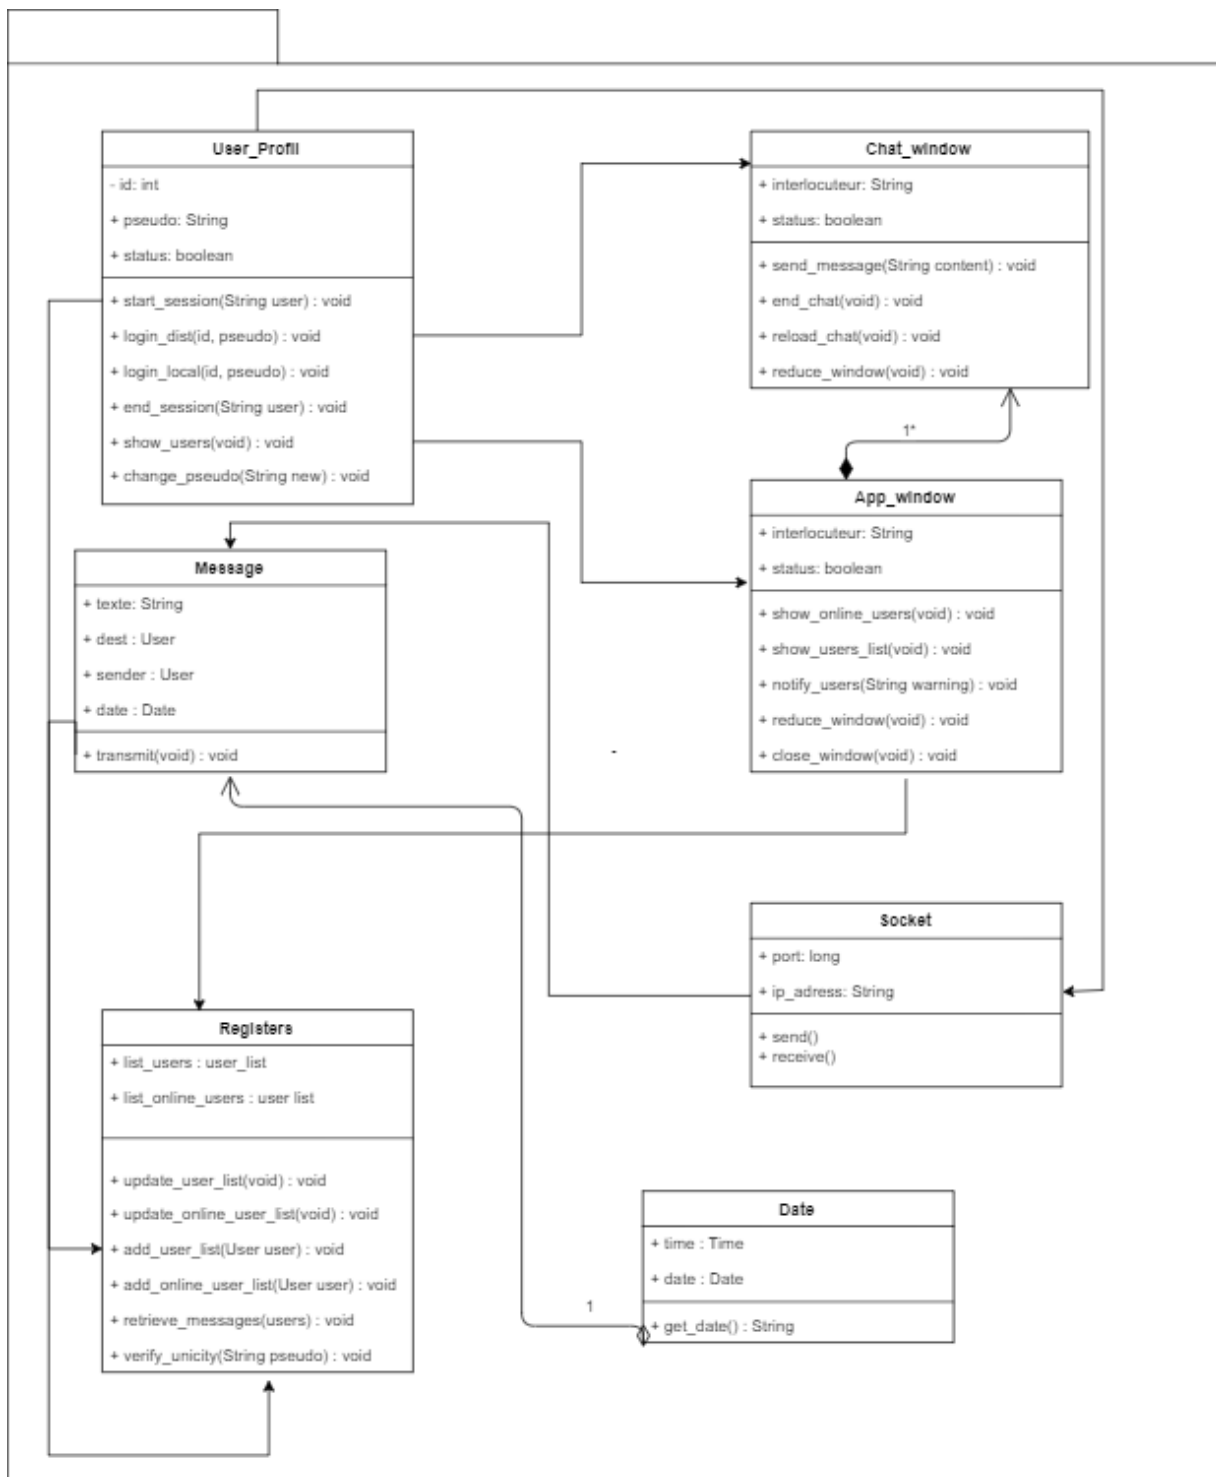 User_Profil
- id: int
+ pseudo: String
+ status: boolean
+ start_session(String user) : void
+ login_dist(id, pseudo) : void
+ login_local(id, pseudo) : void
+ end_session(String user) : void
+ show_users(void) : void
+ change_pseudo(String new) : void
Chat_window
+ interlocuteur: String
+ status: boolean
+ send_message(String content) : void
+ end_chat(void) : void
+ reload_chat(void) : void
+ reduce_window(void) : void
1*
App_window
+ interlocuteur: String
+ status: boolean
+ show_online_users(void) : void
+ show_users_list(void) : void
+ notify_users(String warning) : void
+ reduce_window(void) : void
+ close_window(void) : void
Message
+ texte: String
+ dest : User
+ sender : User
+ date : Date
+ transmit(void) : void
-
Socket
+ port: long
+ ip_adress: String
+ send()
+ receive()
Registers
+ list_users : user_list
+ list_online_users : user list
+ update_user_list(void) : void
+ update_online_user_list(void) : void
+ add_user_list(User user) : void
+ add_online_user_list(User user) : void
+ retrieve_messages(users) : void
+ verify_unicity(String pseudo) : void
Date
+ time : Time
+ date : Date
+ get_date() : String
1